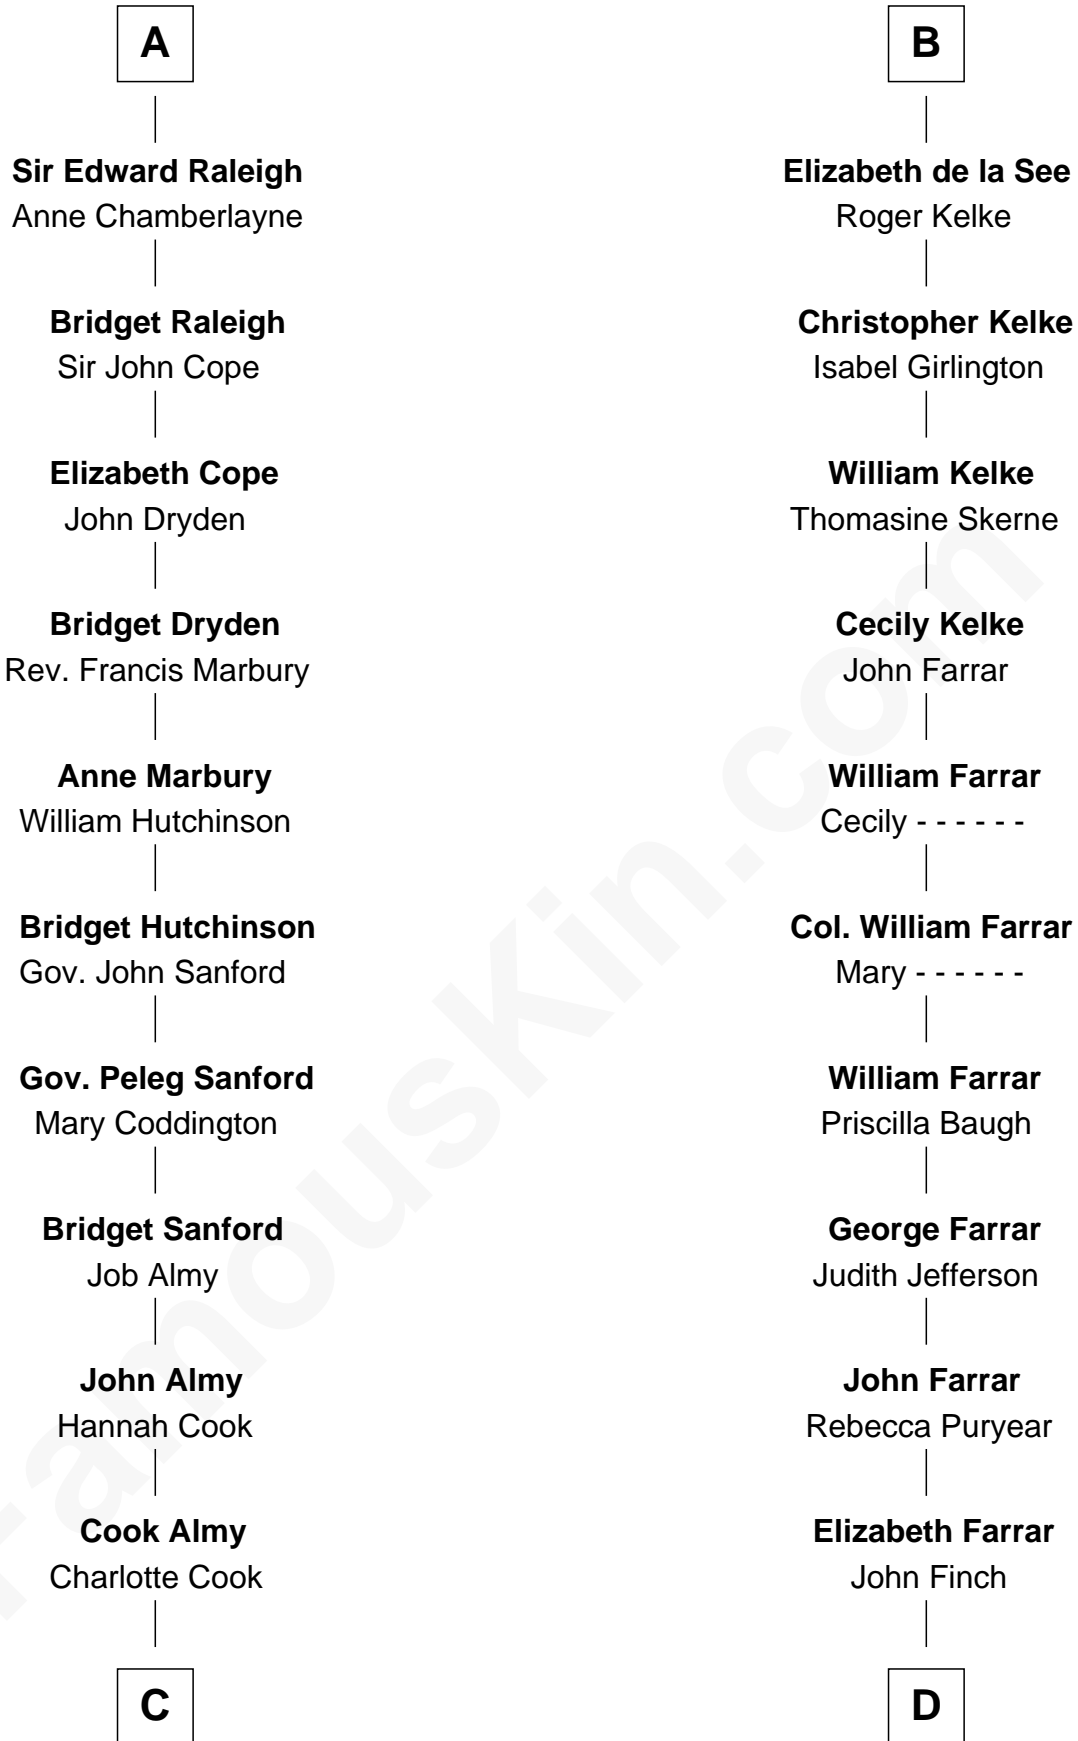 A
Sir Edward Raleigh
Anne Chamberlayne
Bridget Raleigh
Sir John Cope
Elizabeth Cope
John Dryden
Bridget Dryden
Rev. Francis Marbury
Anne Marbury
William Hutchinson
Bridget Hutchinson
Gov. John Sanford
Gov. Peleg Sanford
Mary Coddington
Bridget Sanford
Job Almy
John Almy
Hannah Cook
Cook Almy
Charlotte Cook
C
B
Elizabeth de la See
Roger Kelke
Christopher Kelke
Isabel Girlington
William Kelke
Thomasine Skerne
Cecily Kelke
John Farrar
William Farrar
Cecily - - - - - -
Col. William Farrar
Mary - - - - - -
William Farrar
Priscilla Baugh
George Farrar
Judith Jefferson
John Farrar
Rebecca Puryear
Elizabeth Farrar
John Finch
D
FamousKin.com